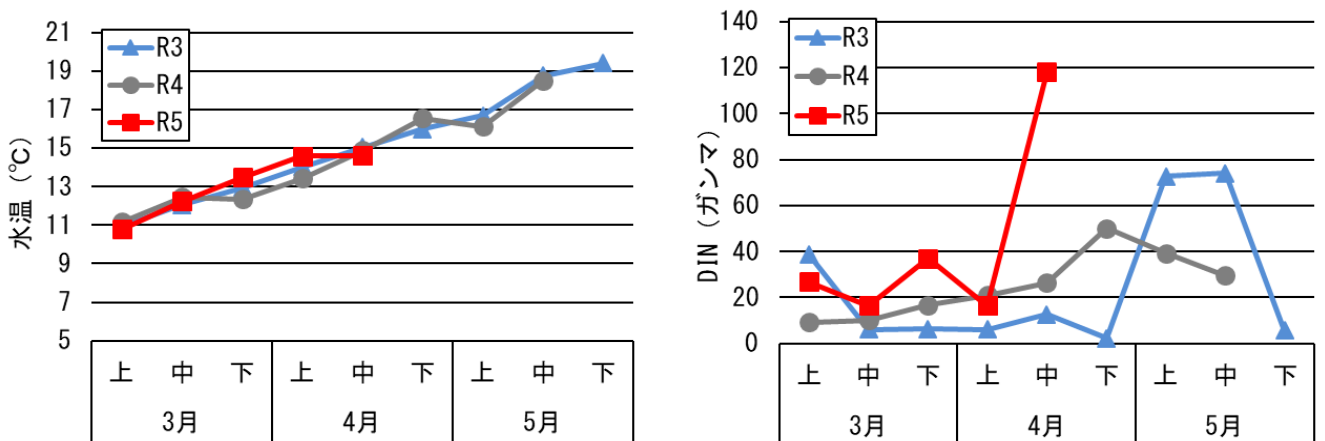 水温（℃）
21
19
17
15
13
11
9
7
5
R3
R4
R5
上 中 下 上 中 下 上 中 下
3月 4月 5月
DIN（ガンマ）
140
120
100
80
60
40
20
0
R3
R4
R5
上 中 下 上 中 下 上 中 下
3月 4月 5月